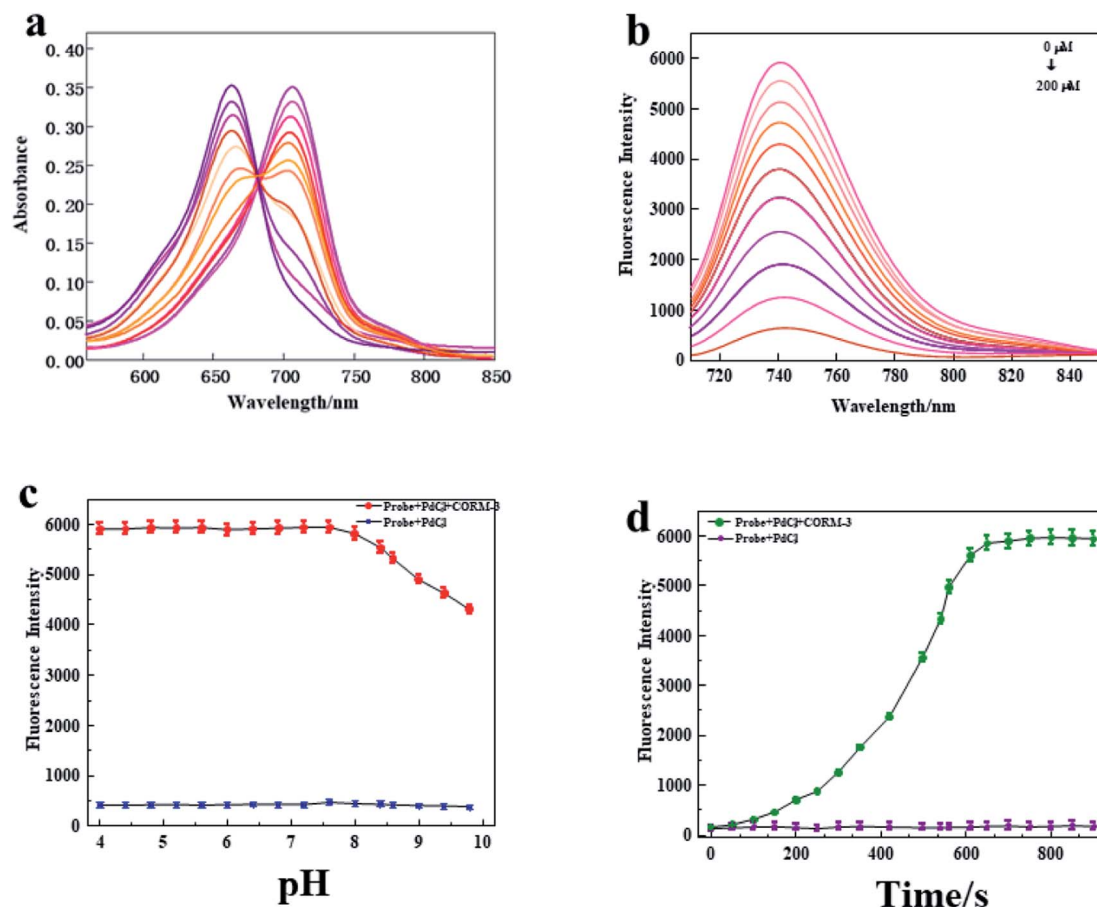 a
0. 40
0. 35
0. 30
0. 25
0. 20
0. 15
0. 10
0. 05
0. 00
Absorbance
600 650 700 750 800 850
Wavelength/nm
b
0 μM
↓
200 μM
6000
5000
4000
3000
2000
1000
0
Fluorescence Intensity
720 740 760 780 800 820 840
Wavelength/nm
c
Probe+PdCl+CORM-3
Probe+PdCl
6000
5000
4000
3000
2000
1000
0
Fluorescence Intensity
4 5 6 7 8 9 10
pH
d
Probe+PdCl+CORM-3
Probe+PdCl
6000
5000
4000
3000
2000
1000
0
Fluorescence Intensity
0 200 400 600 800
Time/s